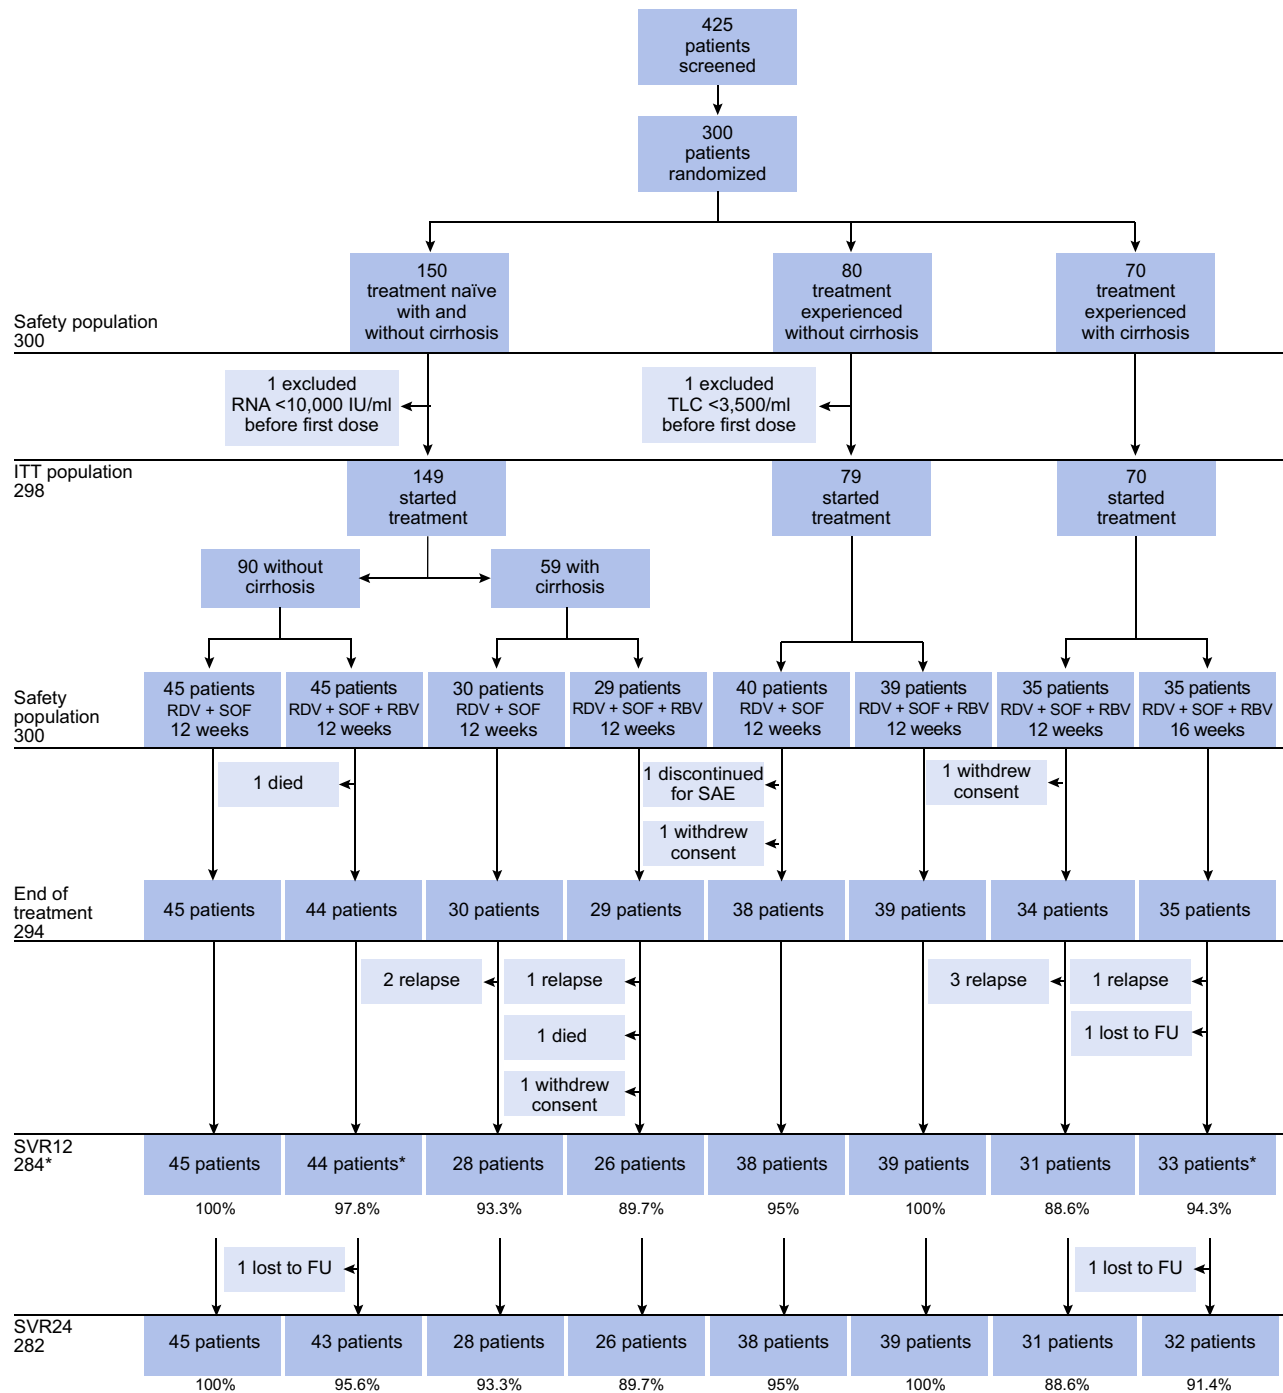 425
patients
screened
300
patients
randomized
150
treatment naïve
with and
without cirrhosis
80
treatment
experienced
without cirrhosis
70
treatment
experienced
with cirrhosis
Safety population
300
1 excluded
RNA <10,000 IU/ml
before first dose
1 excluded
TLC <3,500/ml
before first dose
ITT population
298
149
started
treatment
79
started
treatment
70
started
treatment
90 without
cirrhosis
59 with
cirrhosis
Safety
population
300
45 patients
RDV + SOF
12 weeks
45 patients
RDV + SOF + RBV
12 weeks
30 patients
RDV + SOF
12 weeks
29 patients
RDV + SOF + RBV
12 weeks
40 patients
RDV + SOF
12 weeks
39 patients
RDV + SOF + RBV
12 weeks
35 patients
RDV + SOF + RBV
12 weeks
35 patients
RDV + SOF + RBV
16 weeks
1 died
1 discontinued
for SAE
1 withdrew
consent
1 withdrew
consent
End of
treatment
294
45 patients
44 patients
30 patients
29 patients
38 patients
39 patients
34 patients
35 patients
2 relapse
1 relapse
1 died
1 withdrew
consent
3 relapse
1 relapse
1 lost to FU
SVR12
284*
45 patients
44 patients*
28 patients
26 patients
38 patients
39 patients
31 patients
33 patients*
100%
97.8%
93.3%
89.7%
95%
100%
88.6%
94.3%
1 lost to FU
1 lost to FU
SVR24
282
45 patients
43 patients
28 patients
26 patients
38 patients
39 patients
31 patients
32 patients
100%
95.6%
93.3%
89.7%
95%
100%
88.6%
91.4%